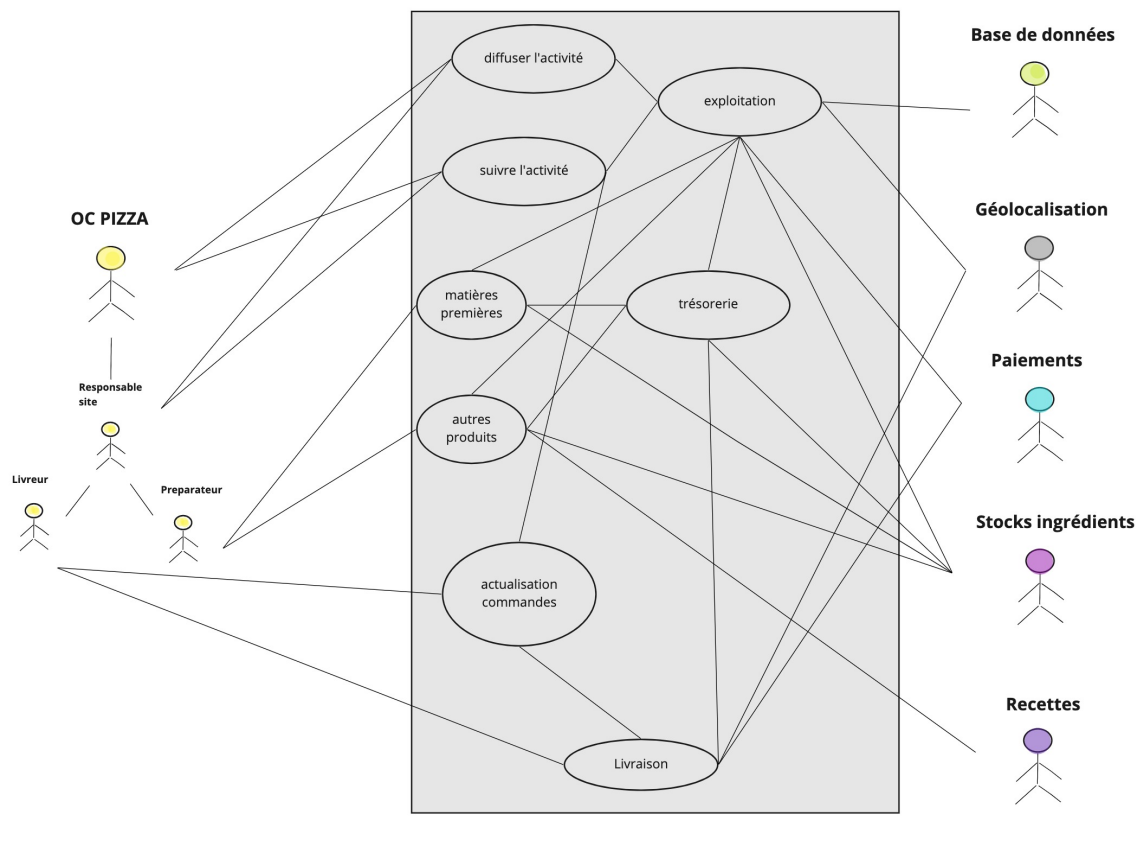 Base de données
diffuser l'activité
exploitation
suivre l'activité
OC PIZZA
Géolocalisation
matières
premières
trésorerie
Paiements
Responsable
site
autres
produits
Livreur
Preparateur
Stocks ingrédients
actualisation
commandes
Recettes
Livraison